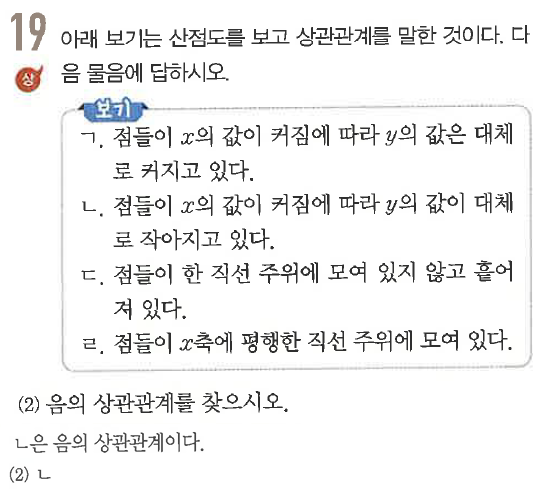 19 아래 보기는 산점도를 보고 상관관계를 말한 것이다. 다
상 음 물음에 답하시오.
보기
ㄱ. 점들이 x의 값이 커짐에 따라 y의 값은 대체
로 커지고 있다.
ㄴ. 점들이 x의 값이 커짐에 따라 y의 값이 대체
로 작아지고 있다.
ㄷ. 점들이 한 직선 주위에 모여 있지 않고 흩어
져 있다.
ㄹ. 점들이 x축에 평행한 직선 주위에 모여 있다.
(2) 음의 상관관계를 찾으시오.
ㄴ은 음의 상관관계이다.
(2) ㄴ